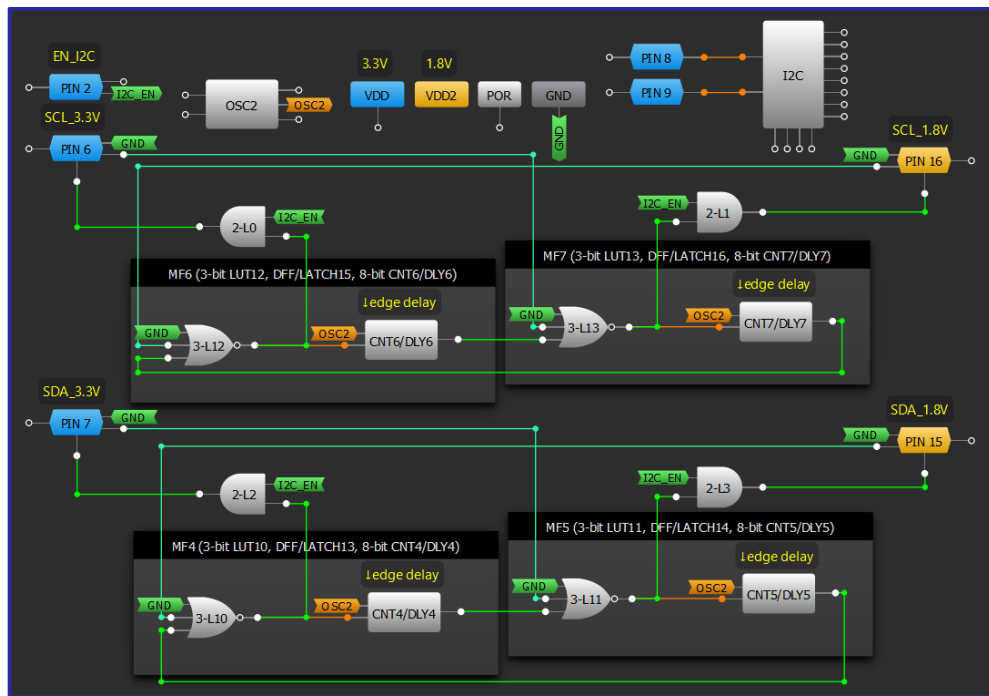 EN_I2C
PIN 2
I2C_EN
OSC2
OSC2
3.3V
VDD
1.8V
VDD2
POR
GND
GND
PIN 8
PIN 9
I2C
SCL_3.3V
PIN 6
GND
SCL_1.8V
GND
PIN 16
2-L0
I2C_EN
I2C_EN
2-L1
MF6 (3-bit LUT12, DFF/LATCH15, 8-bit CNT6/DLY6)
↓edge delay
GND
3-L12
OSC2
CNT6/DLY6
MF7 (3-bit LUT13, DFF/LATCH16, 8-bit CNT7/DLY7)
↓edge delay
GND
3-L13
OSC2
CNT7/DLY7
SDA_3.3V
PIN 7
GND
SDA_1.8V
GND
PIN 15
2-L2
I2C_EN
I2C_EN
2-L3
MF4 (3-bit LUT10, DFF/LATCH13, 8-bit CNT4/DLY4)
↓edge delay
GND
3-L10
OSC2
CNT4/DLY4
MF5 (3-bit LUT11, DFF/LATCH14, 8-bit CNT5/DLY5)
↓edge delay
GND
3-L11
OSC2
CNT5/DLY5